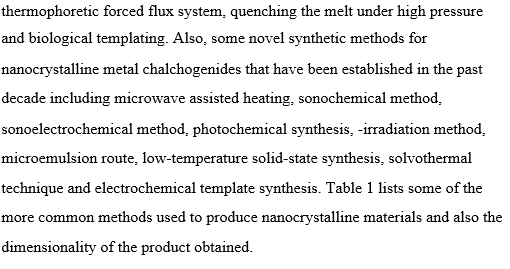 thermophoretic forced flux system, quenching the melt under high pressure
and biological templating. Also, some novel synthetic methods for
nanocrystalline metal chalchogenides that have been established in the past
decade including microwave assisted heating, sonochemical method,
sonoelectrochemical method, photochemical synthesis, -irradiation method,
microemulsion route, low-temperature solid-state synthesis, solvothermal
technique and electrochemical template synthesis. Table 1 lists some of the
more common methods used to produce nanocrystalline materials and also the
dimensionality of the product obtained.